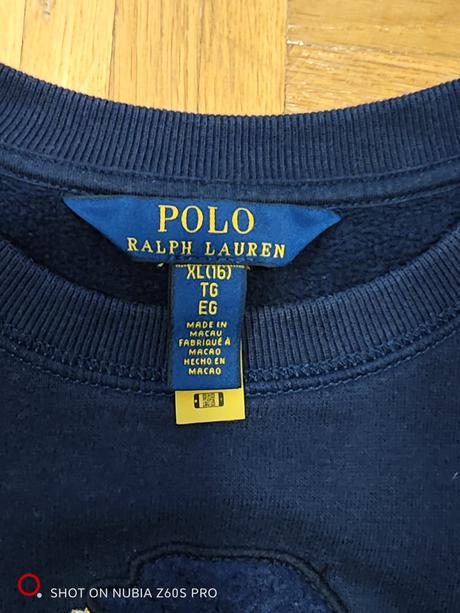 POLO
RALPH LAUREN
XL(16)
TG
EG
MADE IN
MACAU
FABRIQUÉ À
MACAO
HECHO EN
MACAO
SHOT ON NUBIA Z60S PRO